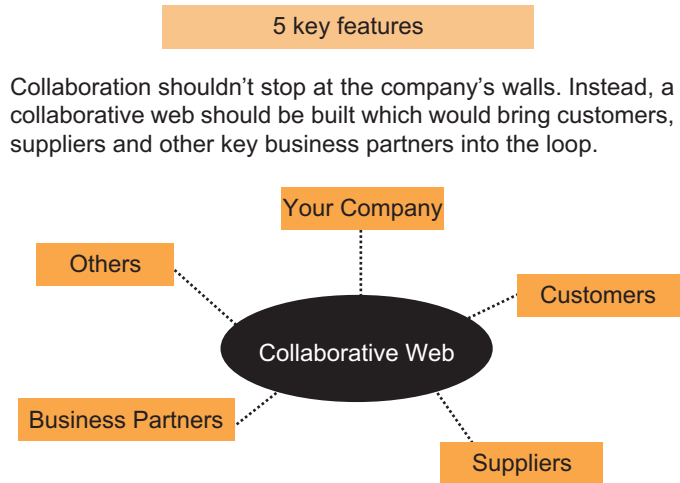 5 key features
Collaboration shouldn’t stop at the company’s walls. Instead, a
collaborative web should be built which would bring customers,
suppliers and other key business partners into the loop.
Your Company
Others
Customers
Collaborative Web
Business Partners
Suppliers